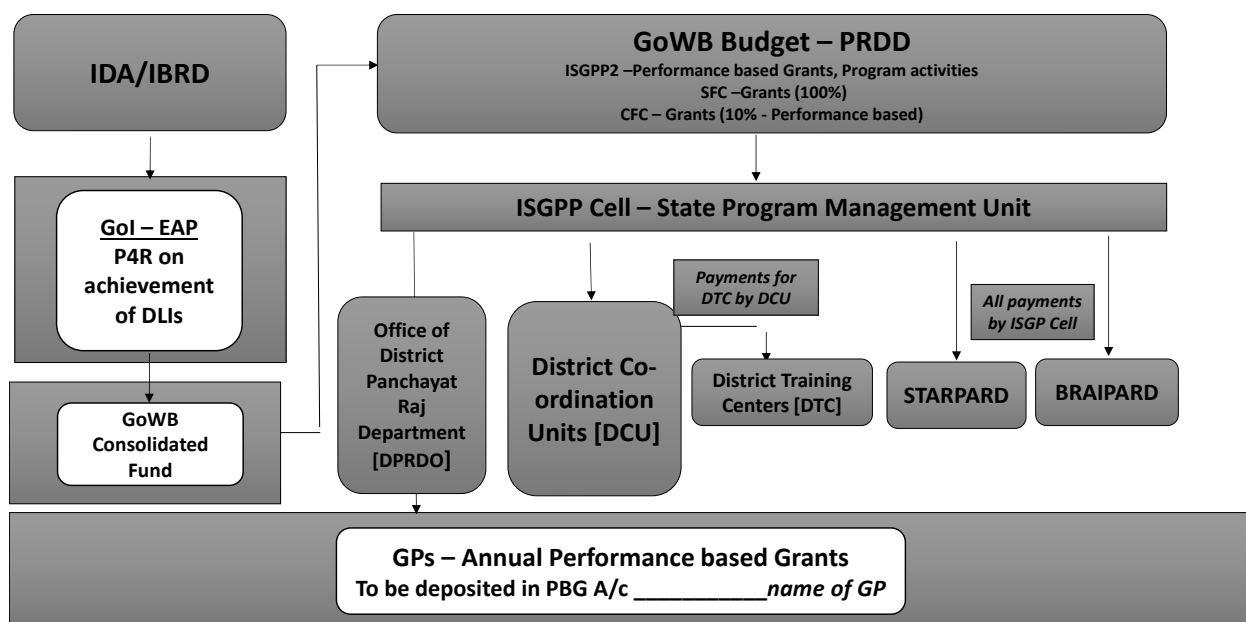 IDA/IBRD
GoI – EAP
P4R on
achievement
of DLIs
GoWB
Consolidated
Fund
GoWB Budget – PRDD
ISGPP2 –Performance based Grants, Program activities
SFC –Grants (100%)
CFC – Grants (10% - Performance based)
ISGPP Cell – State Program Management Unit
Office of
District
Panchayat
Raj
Department
[DPRDO]
District Co-
ordination
Units [DCU]
Payments for
DTC by DCU
District Training
Centers [DTC]
All payments
by ISGP Cell
STARPARD
BRAIPARD
GPs – Annual Performance based Grants
To be deposited in PBG A/c ____________name of GP